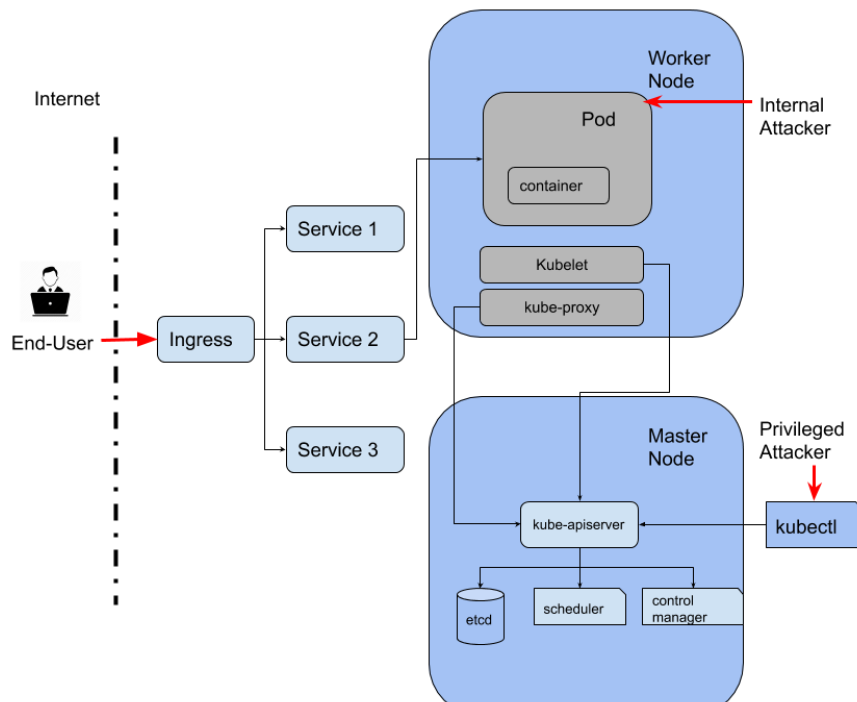 Internet
End-User
Ingress
Service 1
Service 2
Service 3
Worker
Node
Pod
container
Kubelet
kube-proxy
Internal
Attacker
Master
Node
kube-apiserver
etcd
scheduler
control
manager
Privileged
Attacker
kubectl